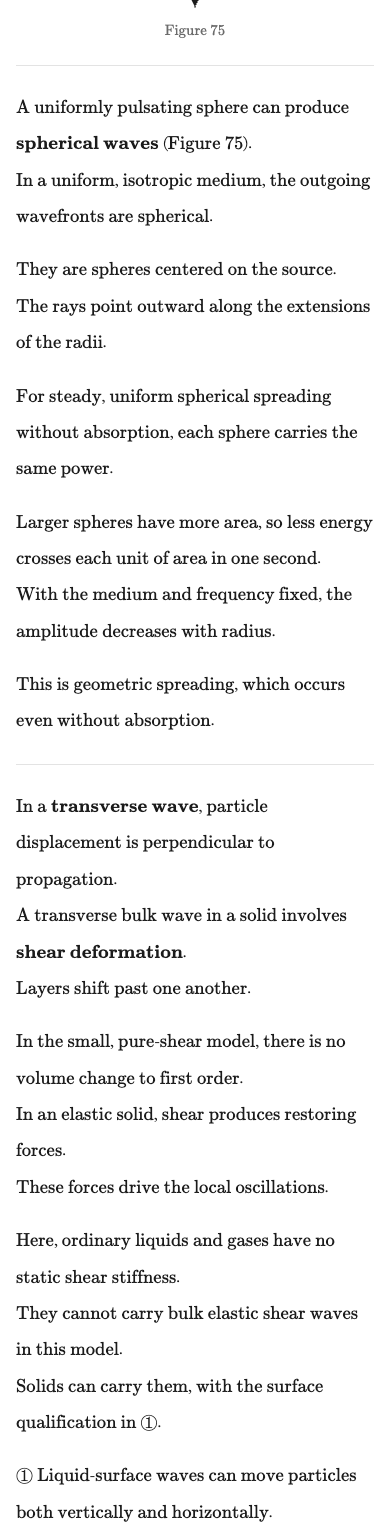 Figure 75
A uniformly pulsating sphere can produce
spherical waves (Figure 75).
In a uniform, isotropic medium, the outgoing
wavefronts are spherical.
They are spheres centered on the source.
The rays point outward along the extensions
of the radii.
For steady, uniform spherical spreading
without absorption, each sphere carries the
same power.
Larger spheres have more area, so less energy
crosses each unit of area in one second.
With the medium and frequency fixed, the
amplitude decreases with radius.
This is geometric spreading, which occurs
even without absorption.
In a transverse wave, particle
displacement is perpendicular to
propagation.
A transverse bulk wave in a solid involves
shear deformation.
Layers shift past one another.
In the small, pure-shear model, there is no
volume change to first order.
In an elastic solid, shear produces restoring
forces.
These forces drive the local oscillations.
Here, ordinary liquids and gases have no
static shear stiffness.
They cannot carry bulk elastic shear waves
in this model.
Solids can carry them, with the surface
qualification in ①.
① Liquid-surface waves can move particles
both vertically and horizontally.